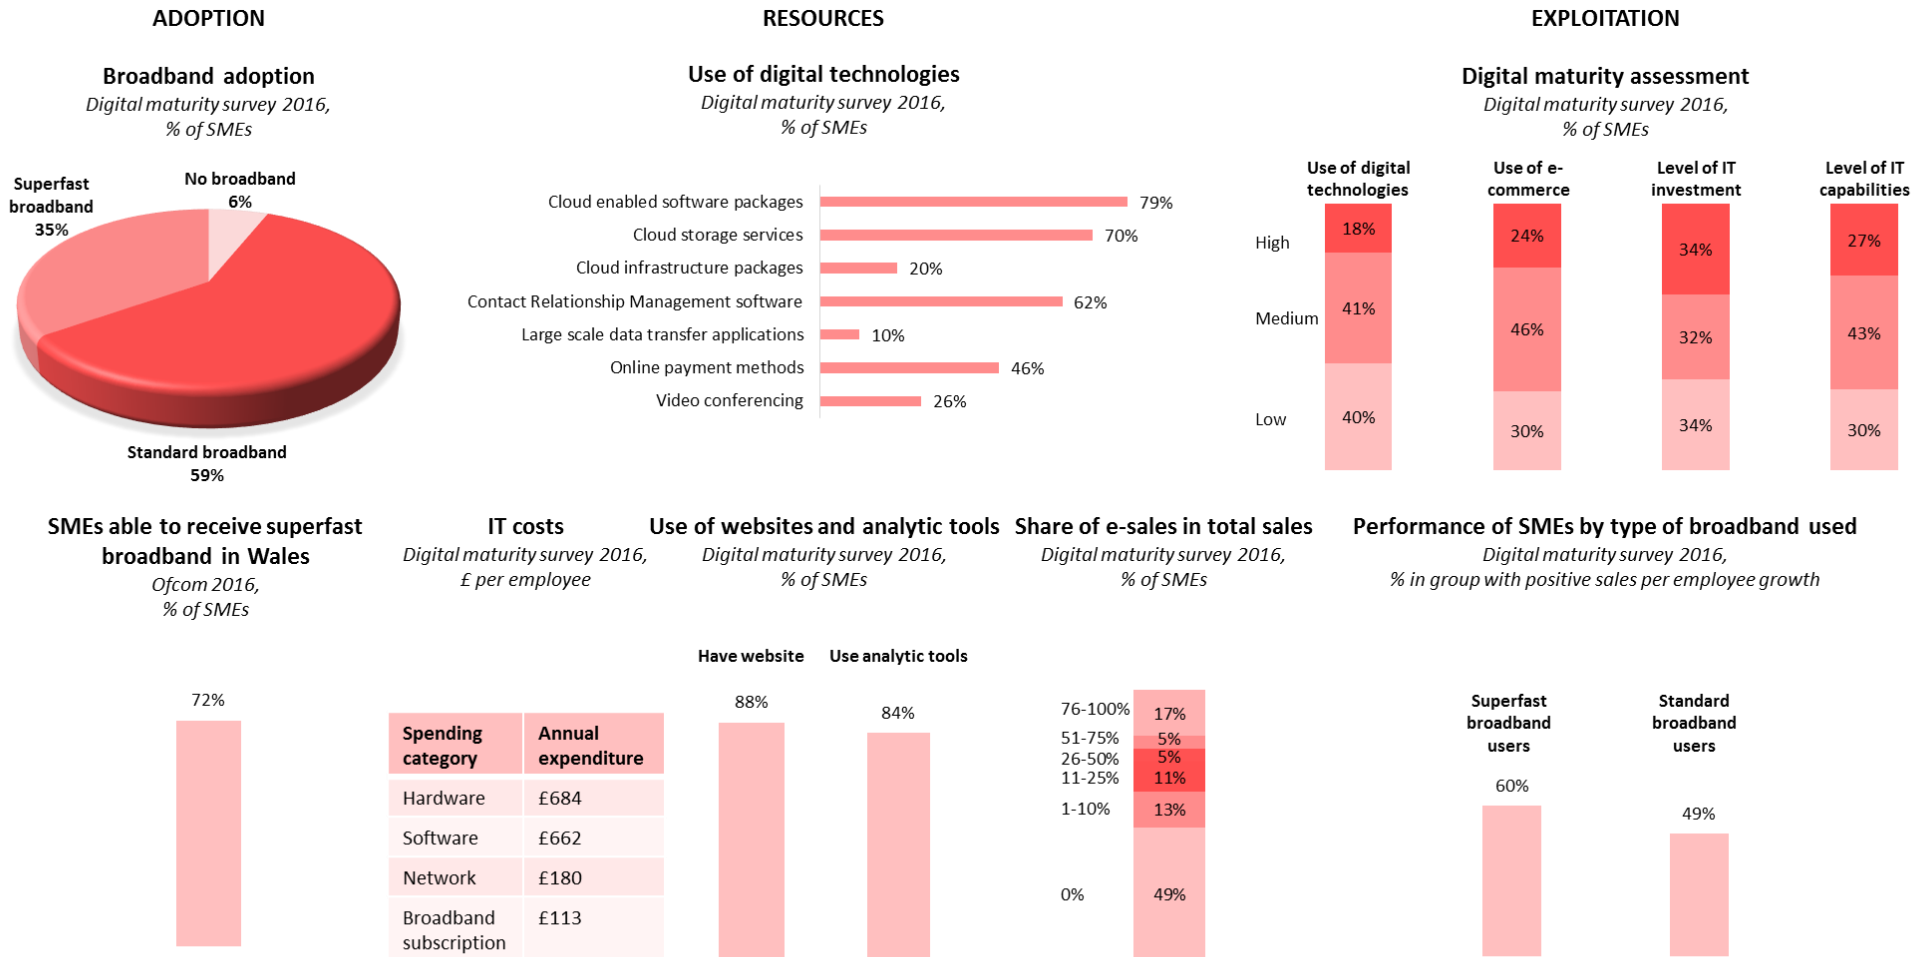 ADOPTION
RESOURCES
EXPLOITATION
Broadband adoption
Digital maturity survey 2016,
% of SMEs
Superfast
broadband
35%
No broadband
6%
Standard broadband
59%
Use of digital technologies
Digital maturity survey 2016,
% of SMEs
Cloud enabled software packages 79%
Cloud storage services 70%
Cloud infrastructure packages 20%
Contact Relationship Management software 62%
Large scale data transfer applications 10%
Online payment methods 46%
Video conferencing 26%
Digital maturity assessment
Digital maturity survey 2016,
% of SMEs
Use of digital
technologies
Use of e-
commerce
Level of IT
investment
Level of IT
capabilities
High 18% 24% 34% 27%
Medium 41% 46% 32% 43%
Low 40% 30% 34% 30%
SMEs able to receive superfast
broadband in Wales
Ofcom 2016,
% of SMEs
72%
IT costs
Digital maturity survey 2016,
£ per employee
Spending
category
Annual
expenditure
Hardware £684
Software £662
Network £180
Broadband
subscription
£113
Use of websites and analytic tools
Digital maturity survey 2016,
% of SMEs
Have website
88%
Use analytic tools
84%
Share of e-sales in total sales
Digital maturity survey 2016,
% of SMEs
76-100% 17%
51-75% 5%
26-50% 5%
11-25% 11%
1-10% 13%
0% 49%
Performance of SMEs by type of broadband used
Digital maturity survey 2016,
% in group with positive sales per employee growth
Superfast
broadband
users
60%
Standard
broadband
users
49%